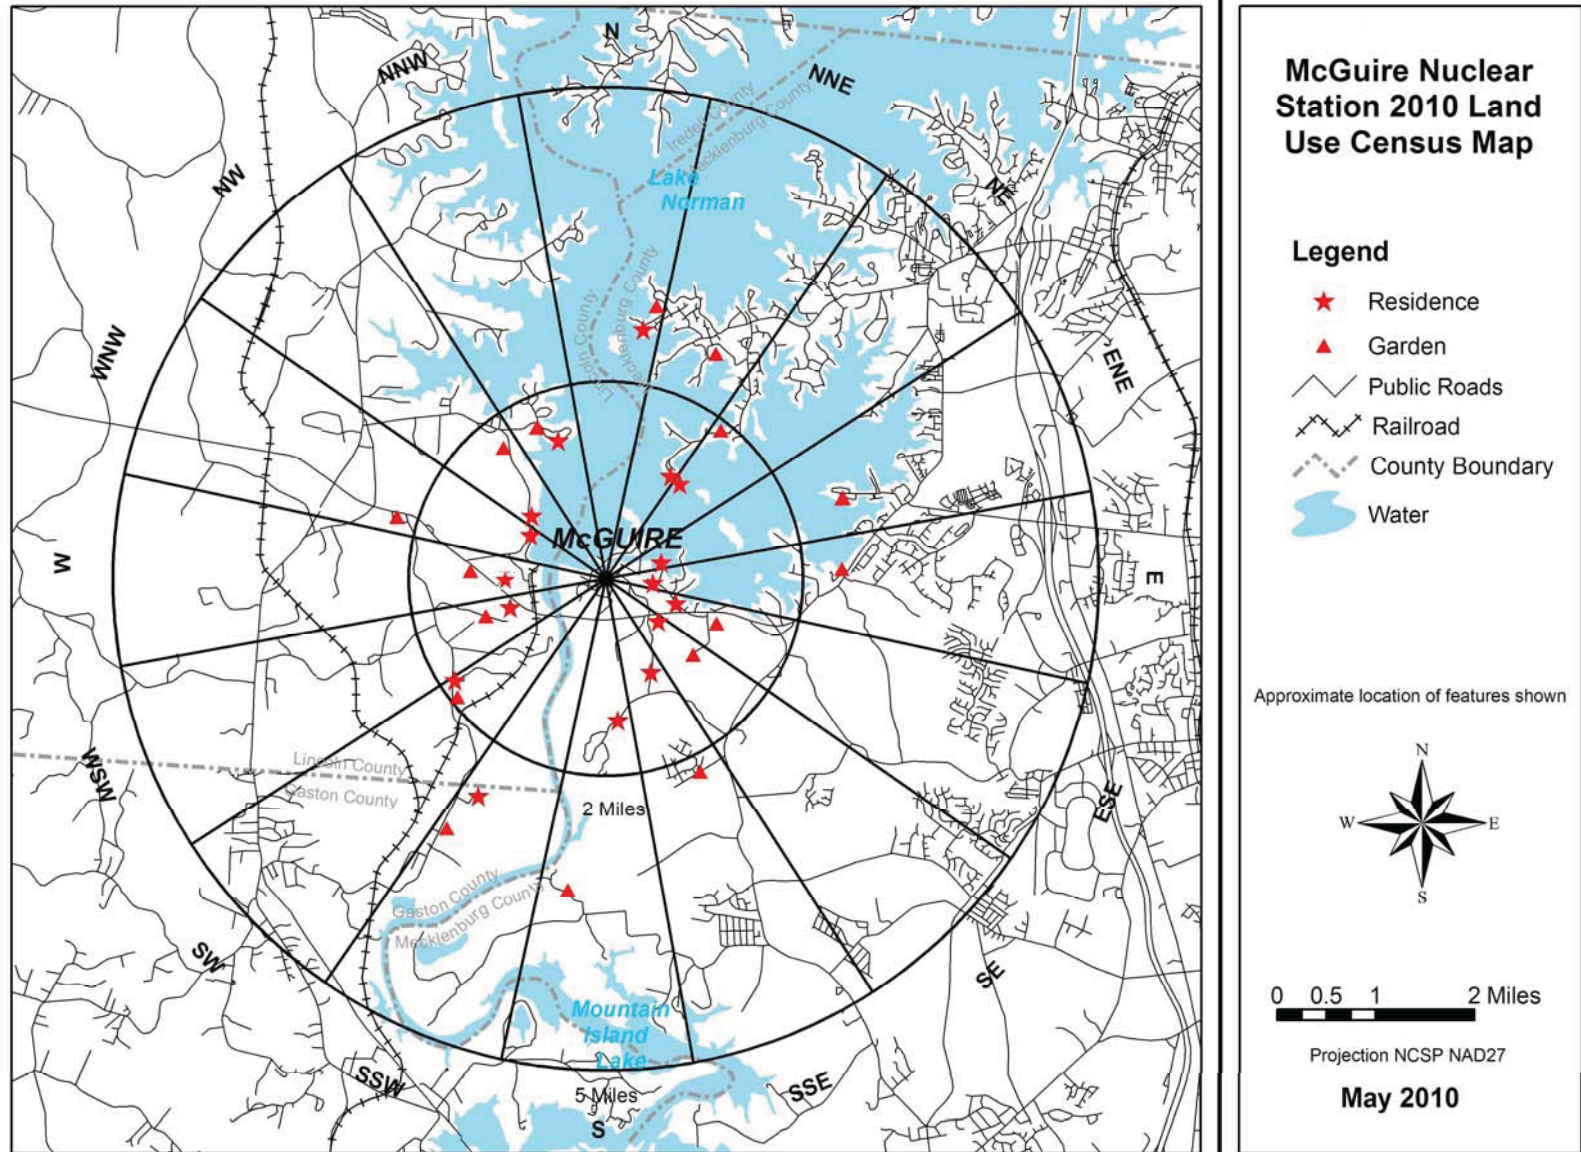 N
NNW
NNE
NW
NE
Iredell County
Mecklenburg County
Lake
Norman
WNW
ENE
Lincoln County
Mecklenburg County
McGUIRE
W
E
WSW
Lincoln County
Gaston County
2 Miles
ESE
Gaston County
Mecklenburg County
SW
SE
Mountain
Island
Lake
SSW
5 Miles
SSE
S
McGuire Nuclear
Station 2010 Land
Use Census Map
Legend
Residence
Garden
Public Roads
Railroad
County Boundary
Water
Approximate location of features shown
N
W E
S
0 0.5 1 2 Miles
Projection NCSP NAD27
May 2010